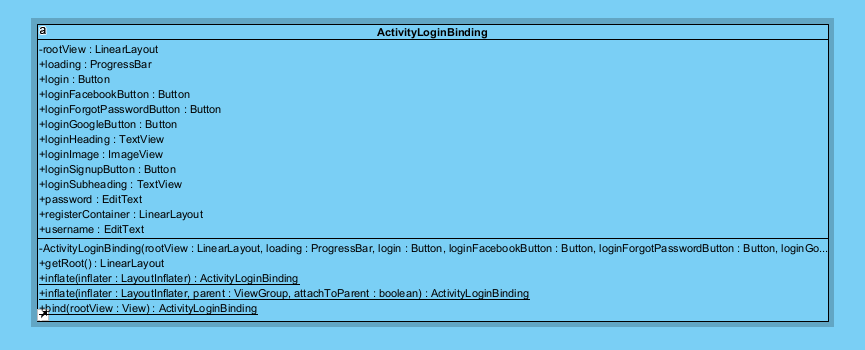 a
ActivityLoginBinding
-rootView : LinearLayout
+loading : ProgressBar
+login : Button
+loginFacebookButton : Button
+loginForgotPasswordButton : Button
+loginGoogleButton : Button
+loginHeading : TextView
+loginImage : ImageView
+loginSignupButton : Button
+loginSubheading : TextView
+password : EditText
+registerContainer : LinearLayout
+username : EditText
-ActivityLoginBinding(rootView : LinearLayout, loading : ProgressBar, login : Button, loginFacebookButton : Button, loginForgotPasswordButton : Button, loginGo...
+getRoot() : LinearLayout
+inflate(inflater : LayoutInflater) : ActivityLoginBinding
+inflate(inflater : LayoutInflater, parent : ViewGroup, attachToParent : boolean) : ActivityLoginBinding
+bind(rootView : View) : ActivityLoginBinding